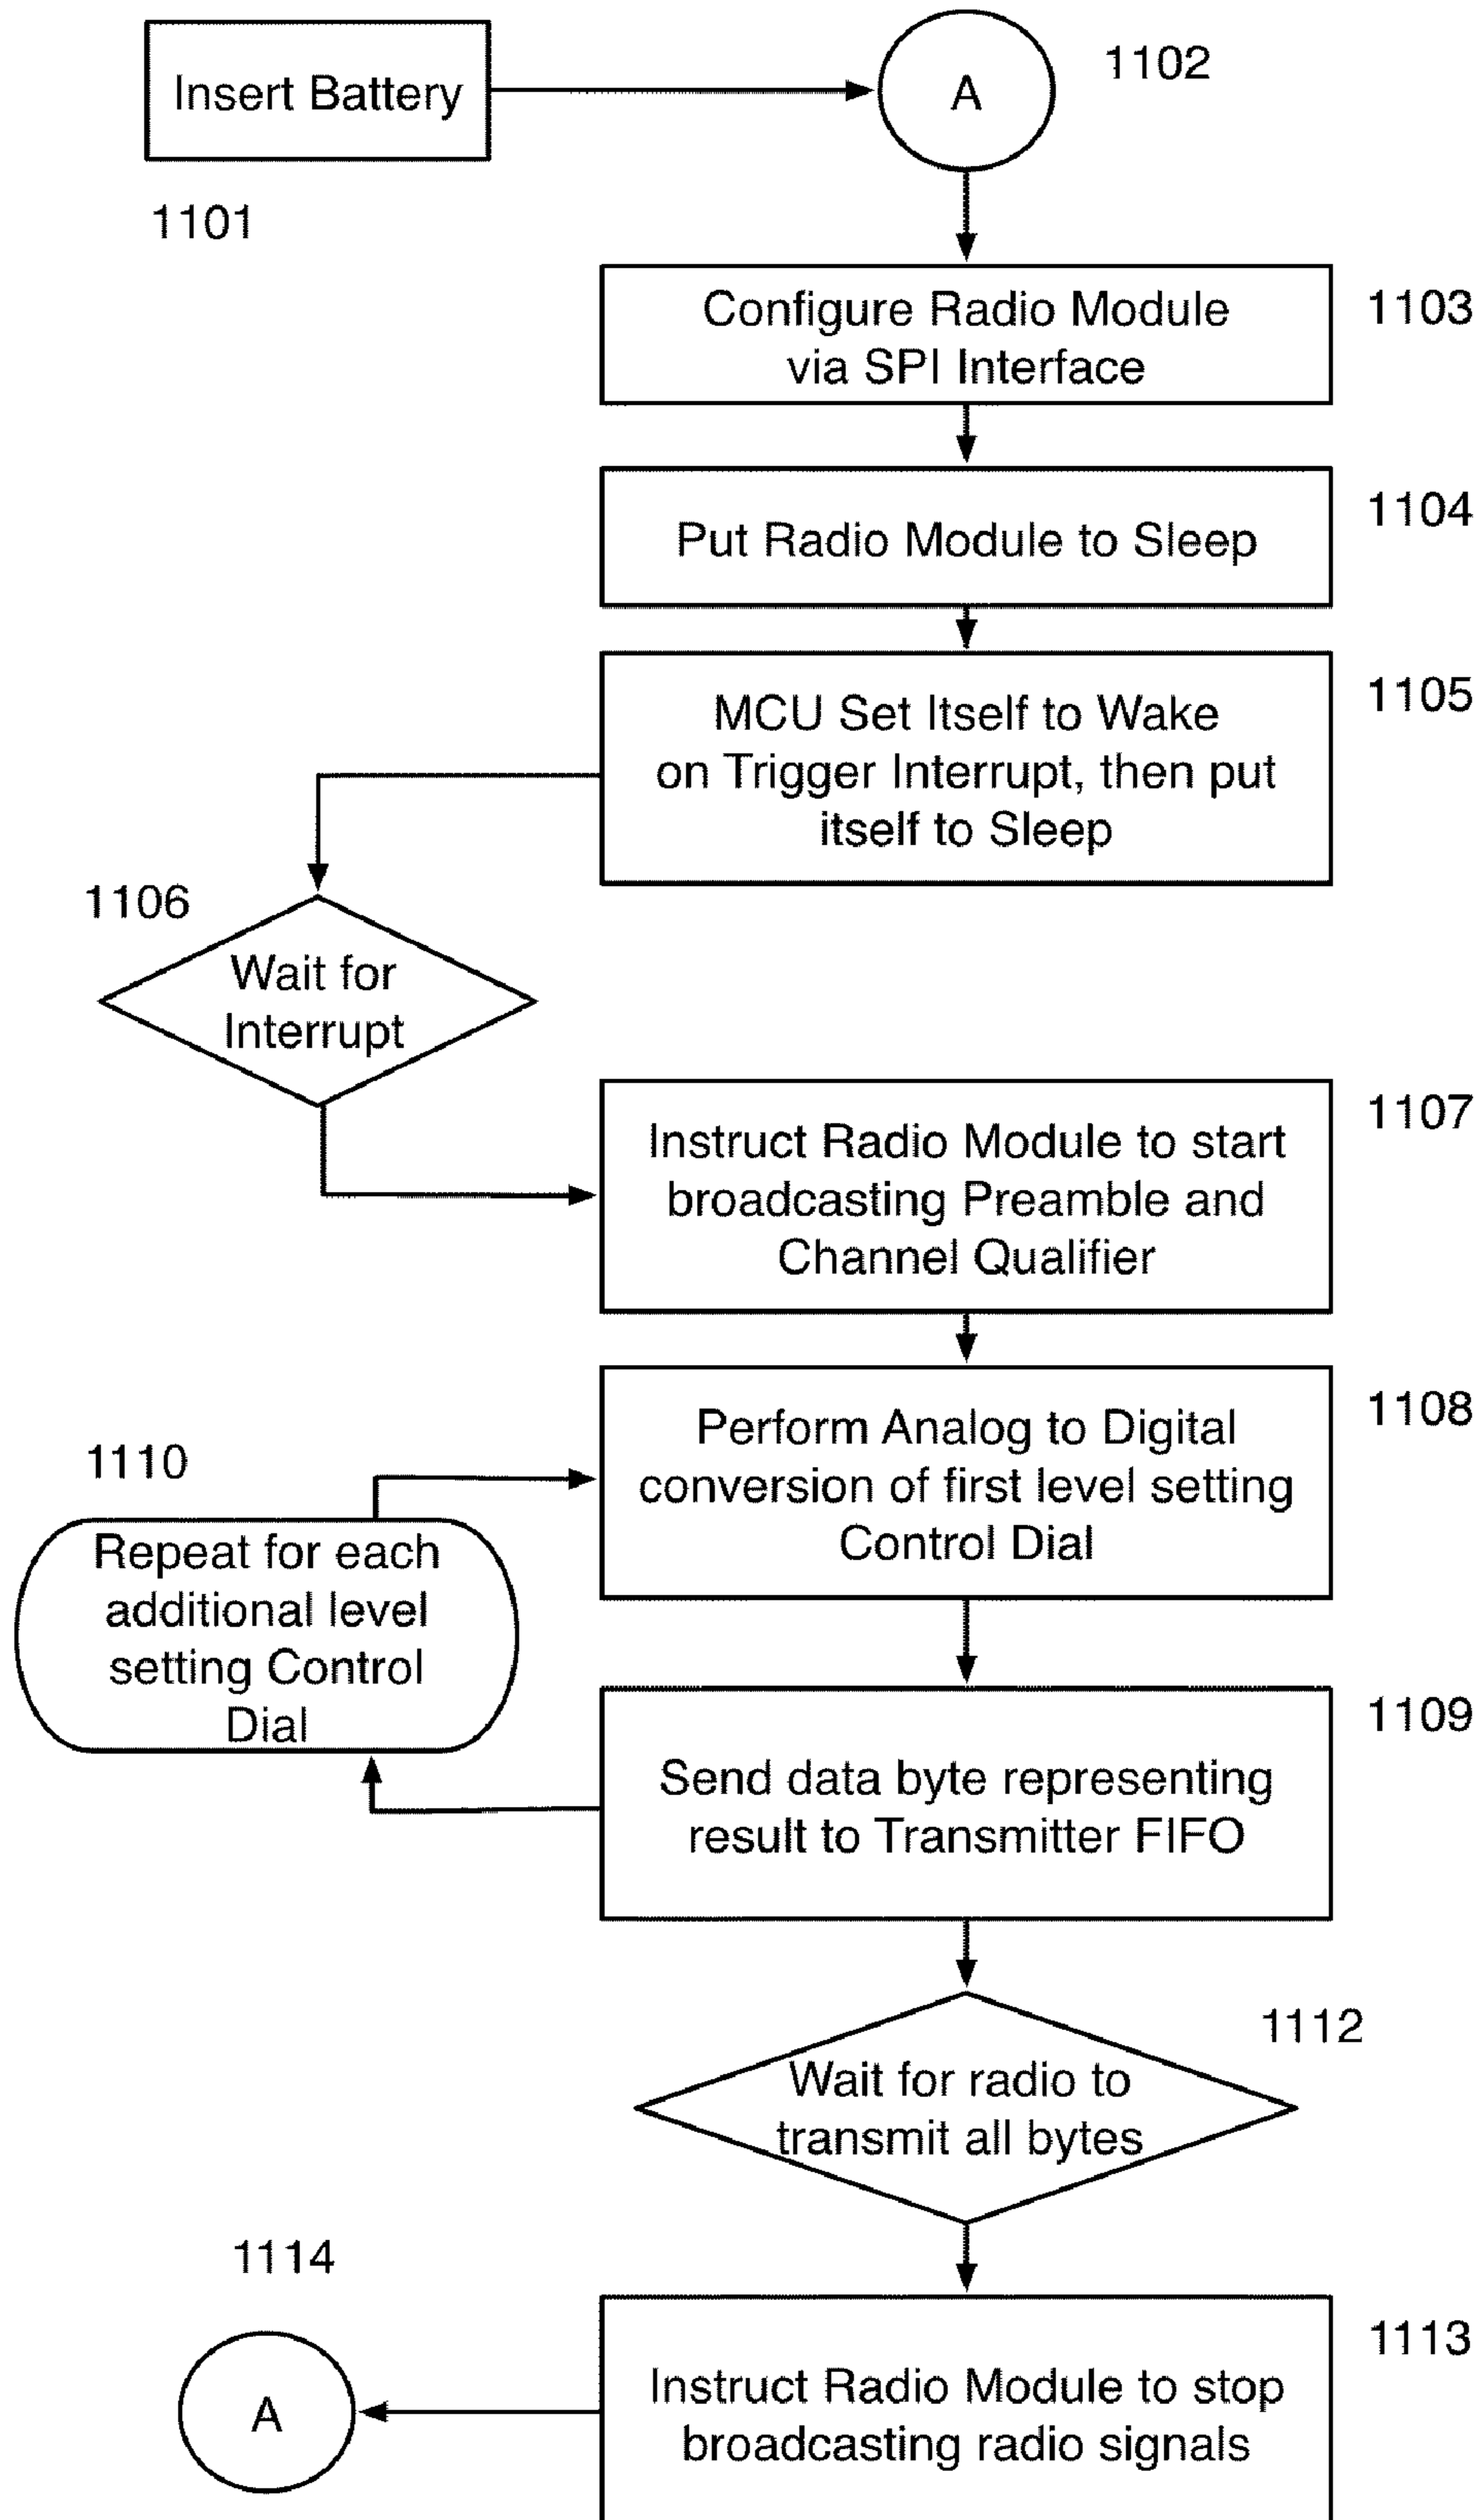 Insert Battery
1101
A
1102
Configure Radio Module
via SPI Interface
1103
Put Radio Module to Sleep
1104
MCU Set Itself to Wake
on Trigger Interrupt, then put
itself to Sleep
1105
1106
Wait for
Interrupt
Instruct Radio Module to start
broadcasting Preamble and
Channel Qualifier
1107
Perform Analog to Digital
conversion of first level setting
Control Dial
1108
1110
Repeat for each
additional level
setting Control
Dial
Send data byte representing
result to Transmitter FIFO
1109
Wait for radio to
transmit all bytes
1112
Instruct Radio Module to stop
broadcasting radio signals
1113
1114
A